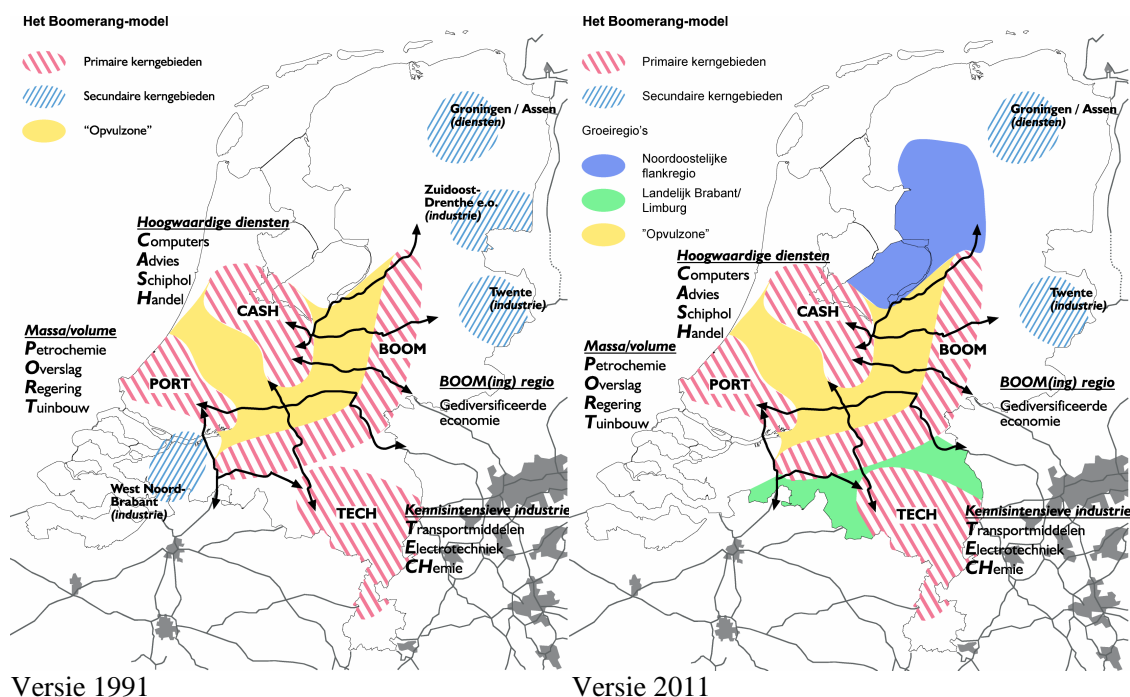 Het Boomerang-model
Primaire kerngebieden
Secundaire kerngebieden
"Opvulzone"
Groningen / Assen
(diensten)
Zuidoost-
Drenthe e.o.
(industrie)
Hoogwaardige diensten
Computers
Advies
Schiphol
Handel
Twente
(industrie)
CASH
Massa/volume
Petrochemie
Overslag
Regering
Tuinbouw
BOOM
PORT
BOOM(ing) regio
Gediversificeerde
economie
West Noord-
Brabant
(industrie)
TECH
Kennisintensieve industrie
Transportmiddelen
Electrotechniek
CHemie
Versie 1991
Het Boomerang-model
Primaire kerngebieden
Secundaire kerngebieden
Groeiregio's
Noordoostelijke
flankregio
Landelijk Brabant/
Limburg
"Opvulzone"
Groningen / Assen
(diensten)
Hoogwaardige diensten
Computers
Advies
Schiphol
Handel
Twente
(industrie)
CASH
Massa/volume
Petrochemie
Overslag
Regering
Tuinbouw
BOOM
PORT
BOOM(ing) regio
Gediversificeerde
economie
TECH
Kennisintensieve industrie
Transportmiddelen
Electrotechniek
CHemie
Versie 2011